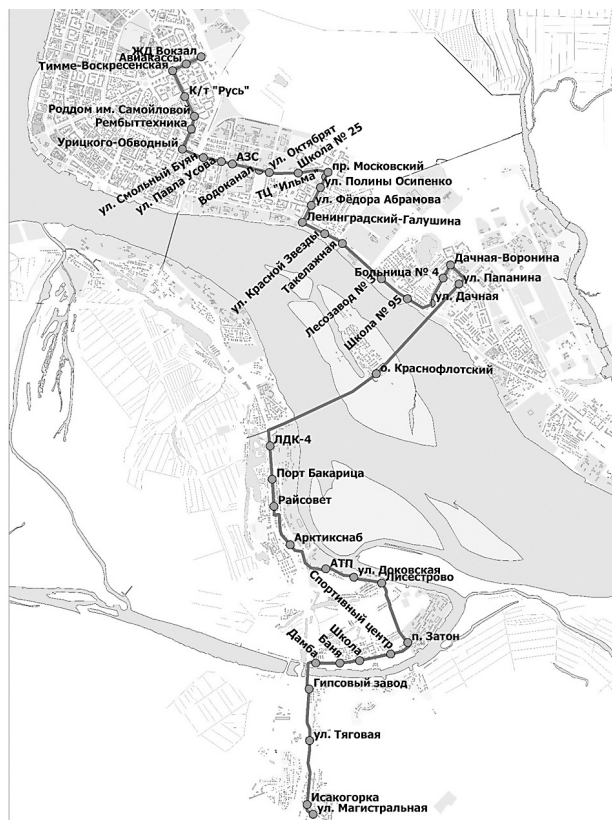 ЖД Вокзал
Авиакассы
Тимме-Воскресенская
К/т "Русь"
Роддом им. Самойловой
Рембыттехника
Урицкого-Обводный
ул. Смольный Буян
ул. Павла Усова
АЗС
Водоканал
ул. Октябрят
Школа № 25
ТЦ "Ильма"
пр. Московский
ул. Полины Осипенко
ул. Фёдора Абрамова
Ленинградский-Галушина
ул. Красной Звезды
Такелажная
Лесозавод № 3
Больница № 4
Школа № 95
Дачная-Воронина
ул. Папанина
ул. Дачная
о. Краснофлотский
ЛДК-4
Порт Бакарица
Райсовет
Арктикснаб
АТП
ул. Доковская
Лисестрово
Спортивный центр
п. Затон
Школа
Баня
Дамба
Гипсовый завод
ул. Тяговая
Исакогорка
ул. Магистральная